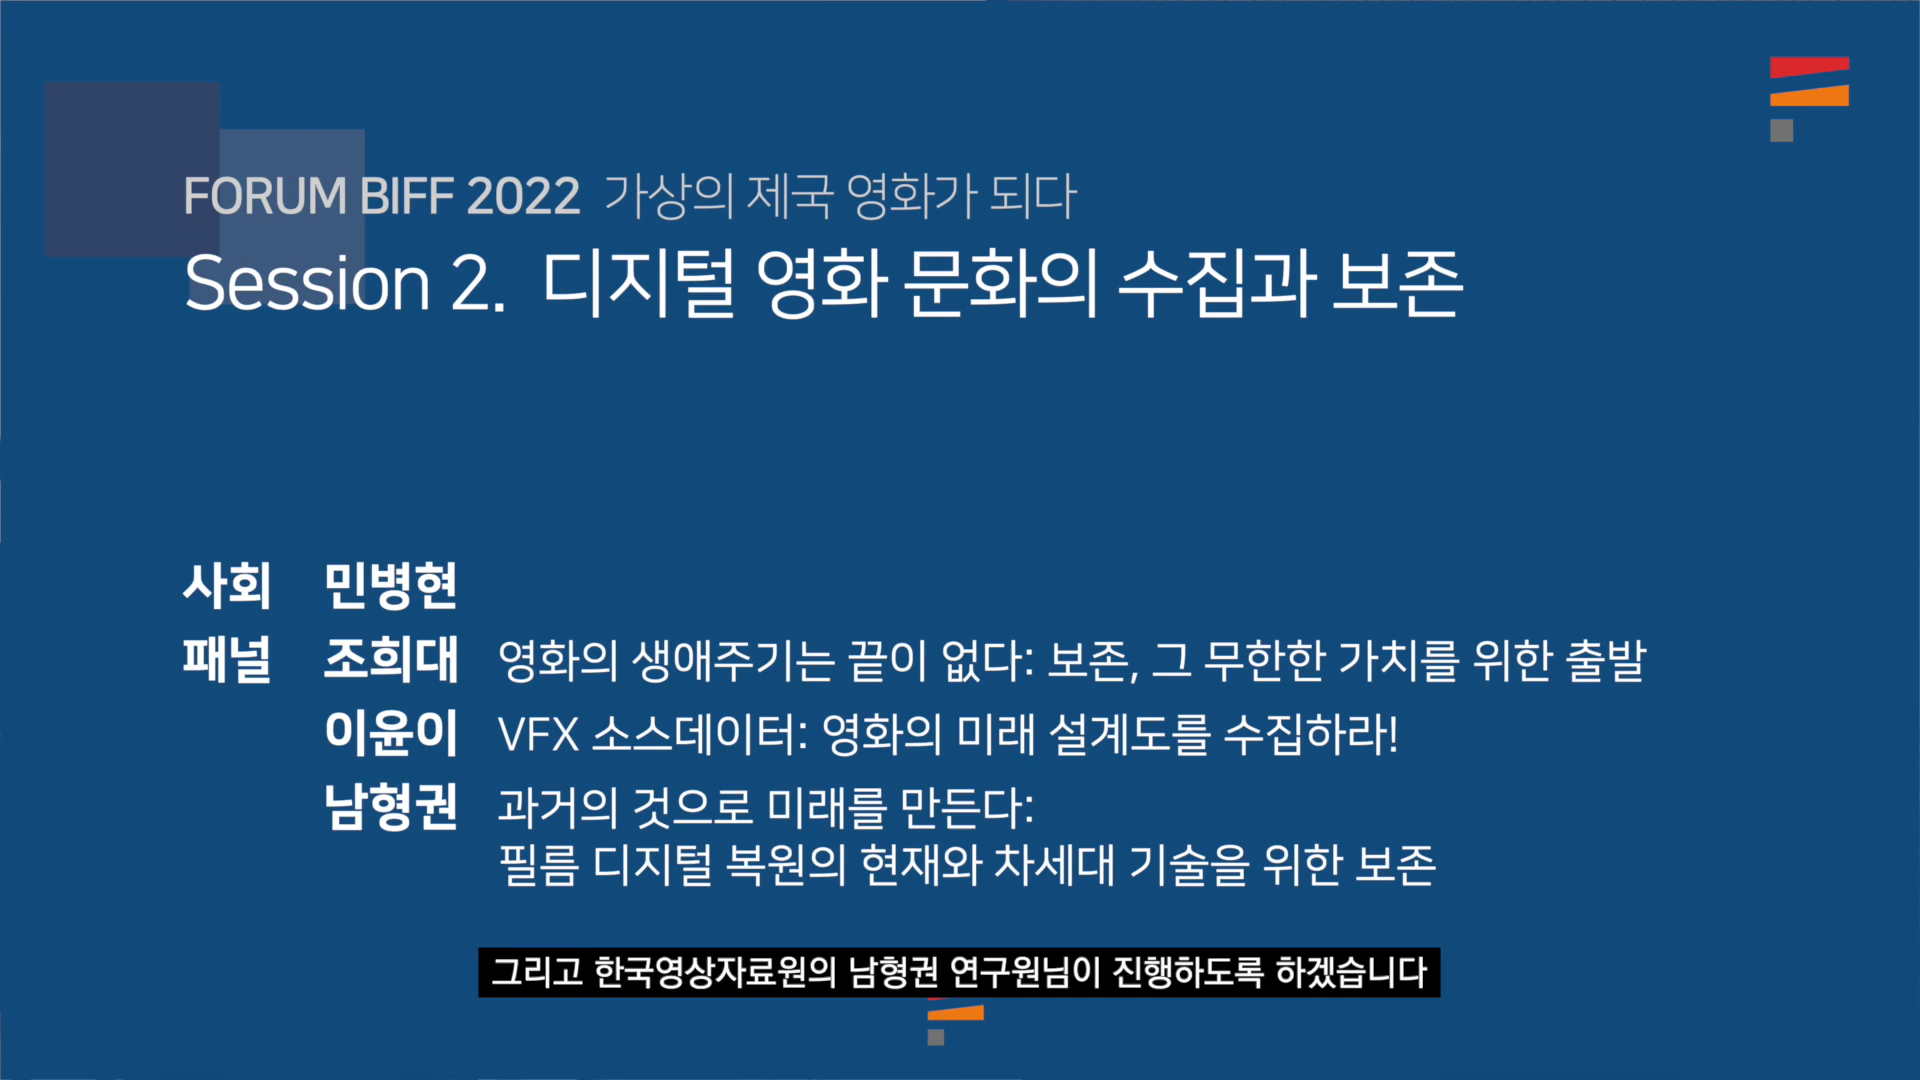 FORUM BIFF 2022 가상의 제국 영화가 되다
Session 2. 디지털 영화 문화의 수집과 보존
사회 민병현
패널 조희대 영화의 생애주기는 끝이 없다: 보존, 그 무한한 가치를 위한 출발
이윤이 VFX 소스데이터: 영화의 미래 설계도를 수집하라!
남형권 과거의 것으로 미래를 만든다:
필름 디지털 복원의 현재와 차세대 기술을 위한 보존
그리고 한국영상자료원의 남형권 연구원님이 진행하도록 하겠습니다